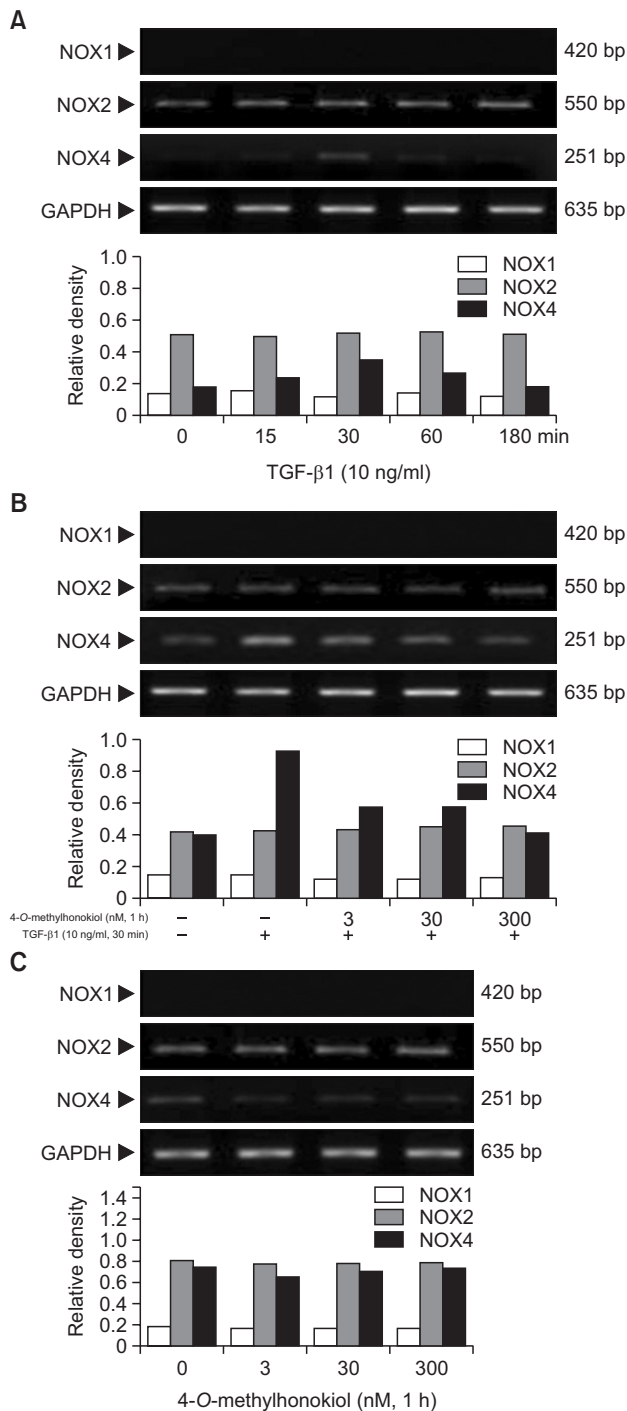 A
NOX1 420 bp
NOX2 550 bp
NOX4 251 bp
GAPDH 635 bp
1.0
0.8
0.6
0.4
0.2
0
Relative density
NOX1
NOX2
NOX4
0 15 30 60 180 min
TGF-β1 (10 ng/ml)
B
NOX1 420 bp
NOX2 550 bp
NOX4 251 bp
GAPDH 635 bp
1.0
0.8
0.6
0.4
0.2
0
Relative density
NOX1
NOX2
NOX4
4-O-methylhonokiol (nM, 1 h) − − 3 30 300
TGF-β1 (10 ng/ml, 30 min) − + + + +
C
NOX1 420 bp
NOX2 550 bp
NOX4 251 bp
GAPDH 635 bp
1.4
1.2
1.0
0.8
0.6
0.4
0.2
0
Relative density
NOX1
NOX2
NOX4
0 3 30 300
4-O-methylhonokiol (nM, 1 h)